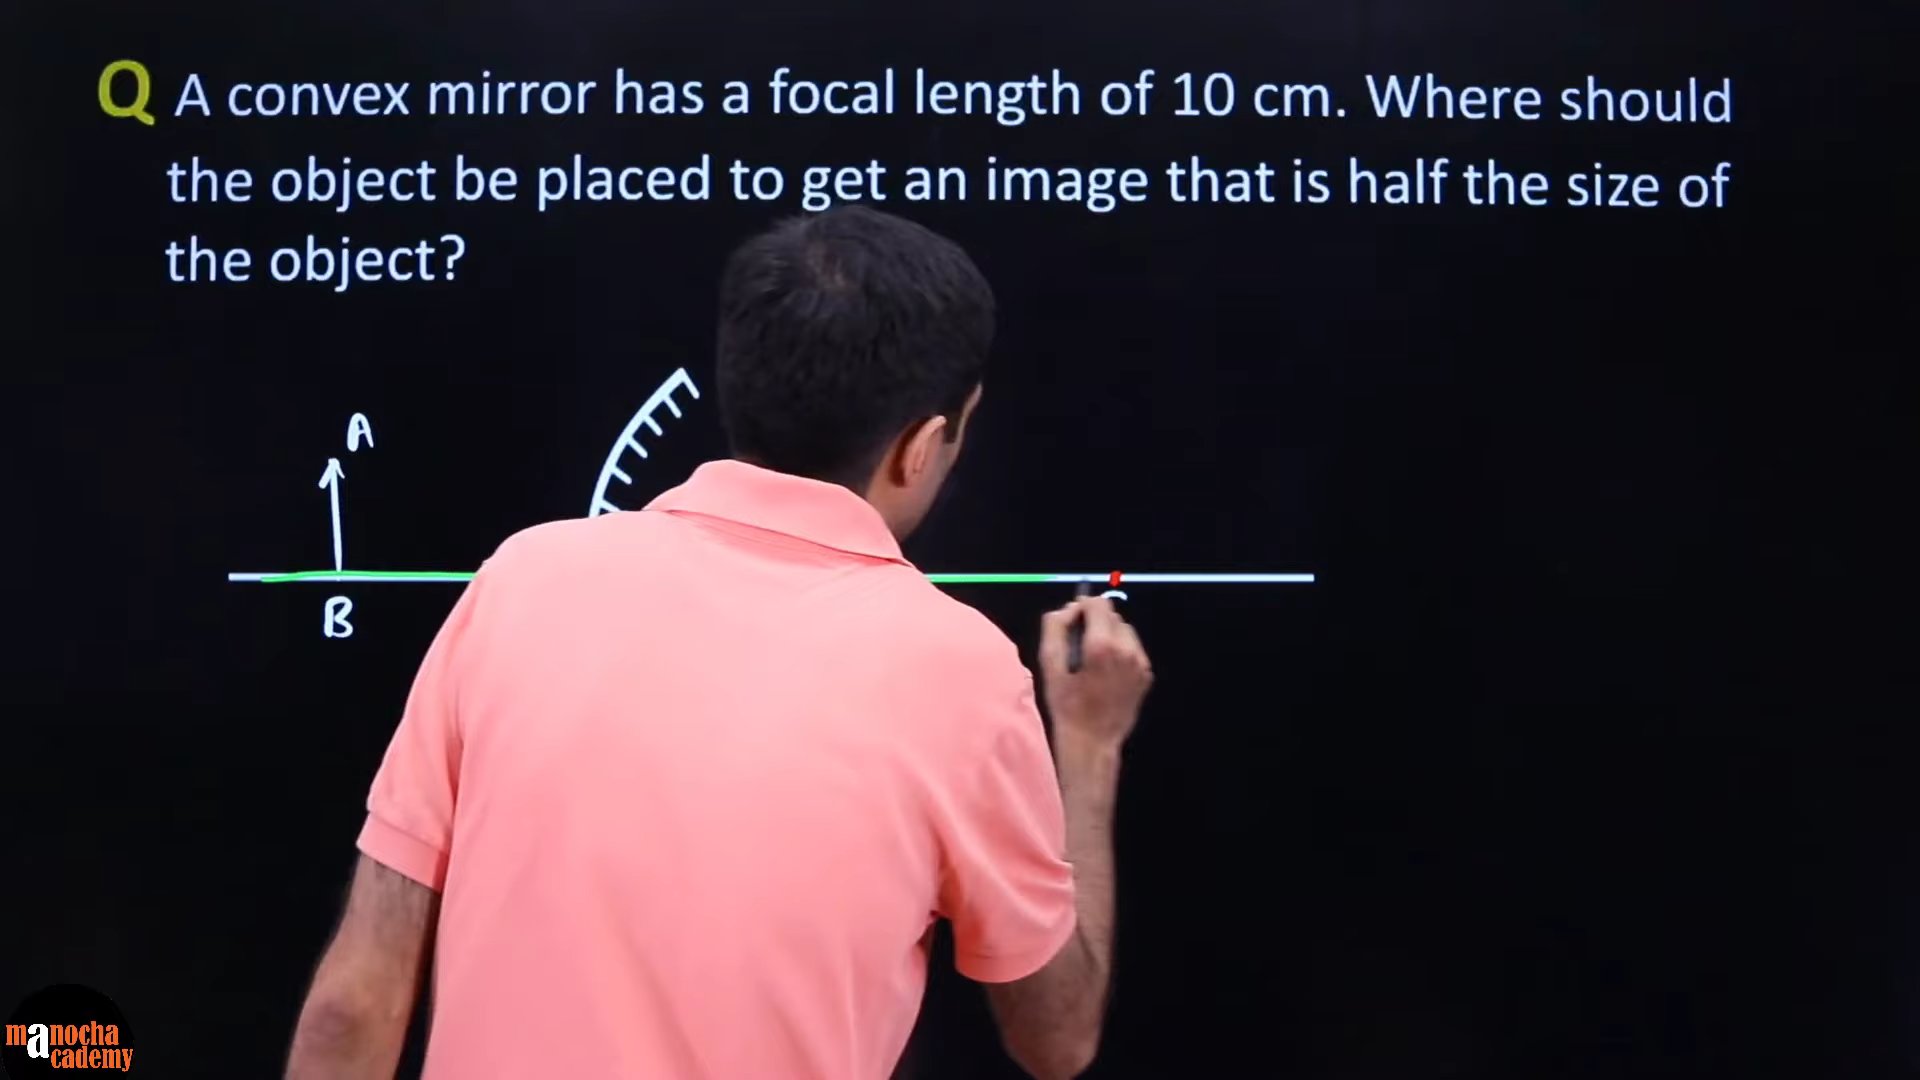 Q A convex mirror has a focal length of 10 cm. Where should
the object be placed to get an image that is half the size of
the object?
A
B
manocha
academy